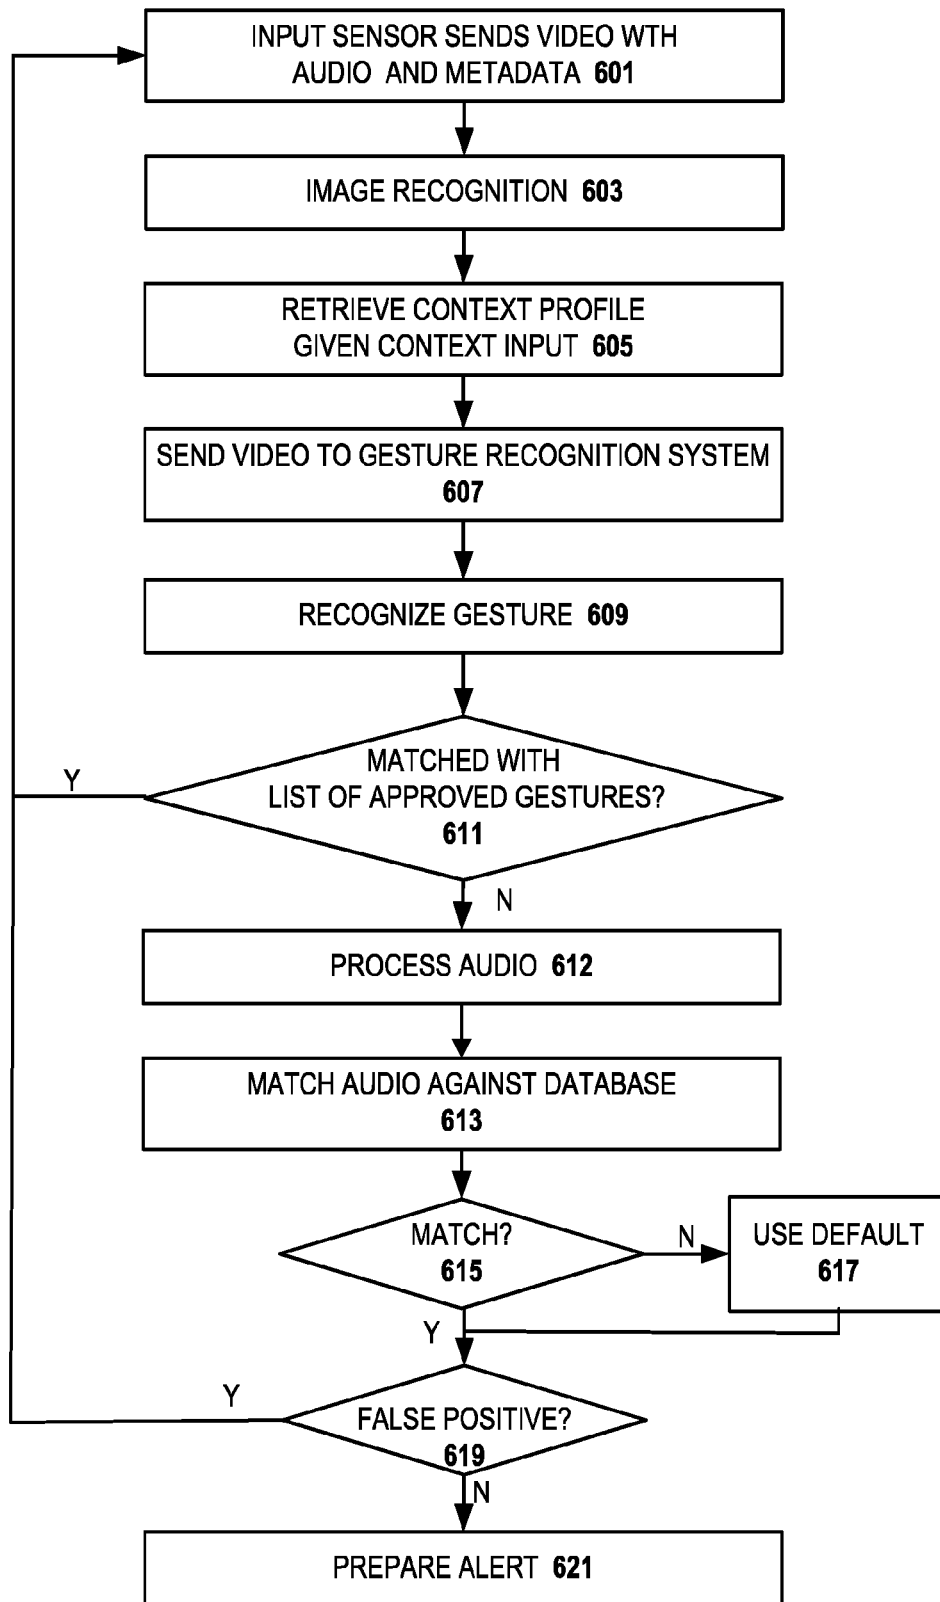 INPUT SENSOR SENDS VIDEO WTH
AUDIO AND METADATA 601
IMAGE RECOGNITION 603
RETRIEVE CONTEXT PROFILE
GIVEN CONTEXT INPUT 605
SEND VIDEO TO GESTURE RECOGNITION SYSTEM
607
RECOGNIZE GESTURE 609
MATCHED WITH
LIST OF APPROVED GESTURES?
611
Y
N
PROCESS AUDIO 612
MATCH AUDIO AGAINST DATABASE
613
MATCH?
615
N
USE DEFAULT
617
Y
FALSE POSITIVE?
619
Y
N
PREPARE ALERT 621